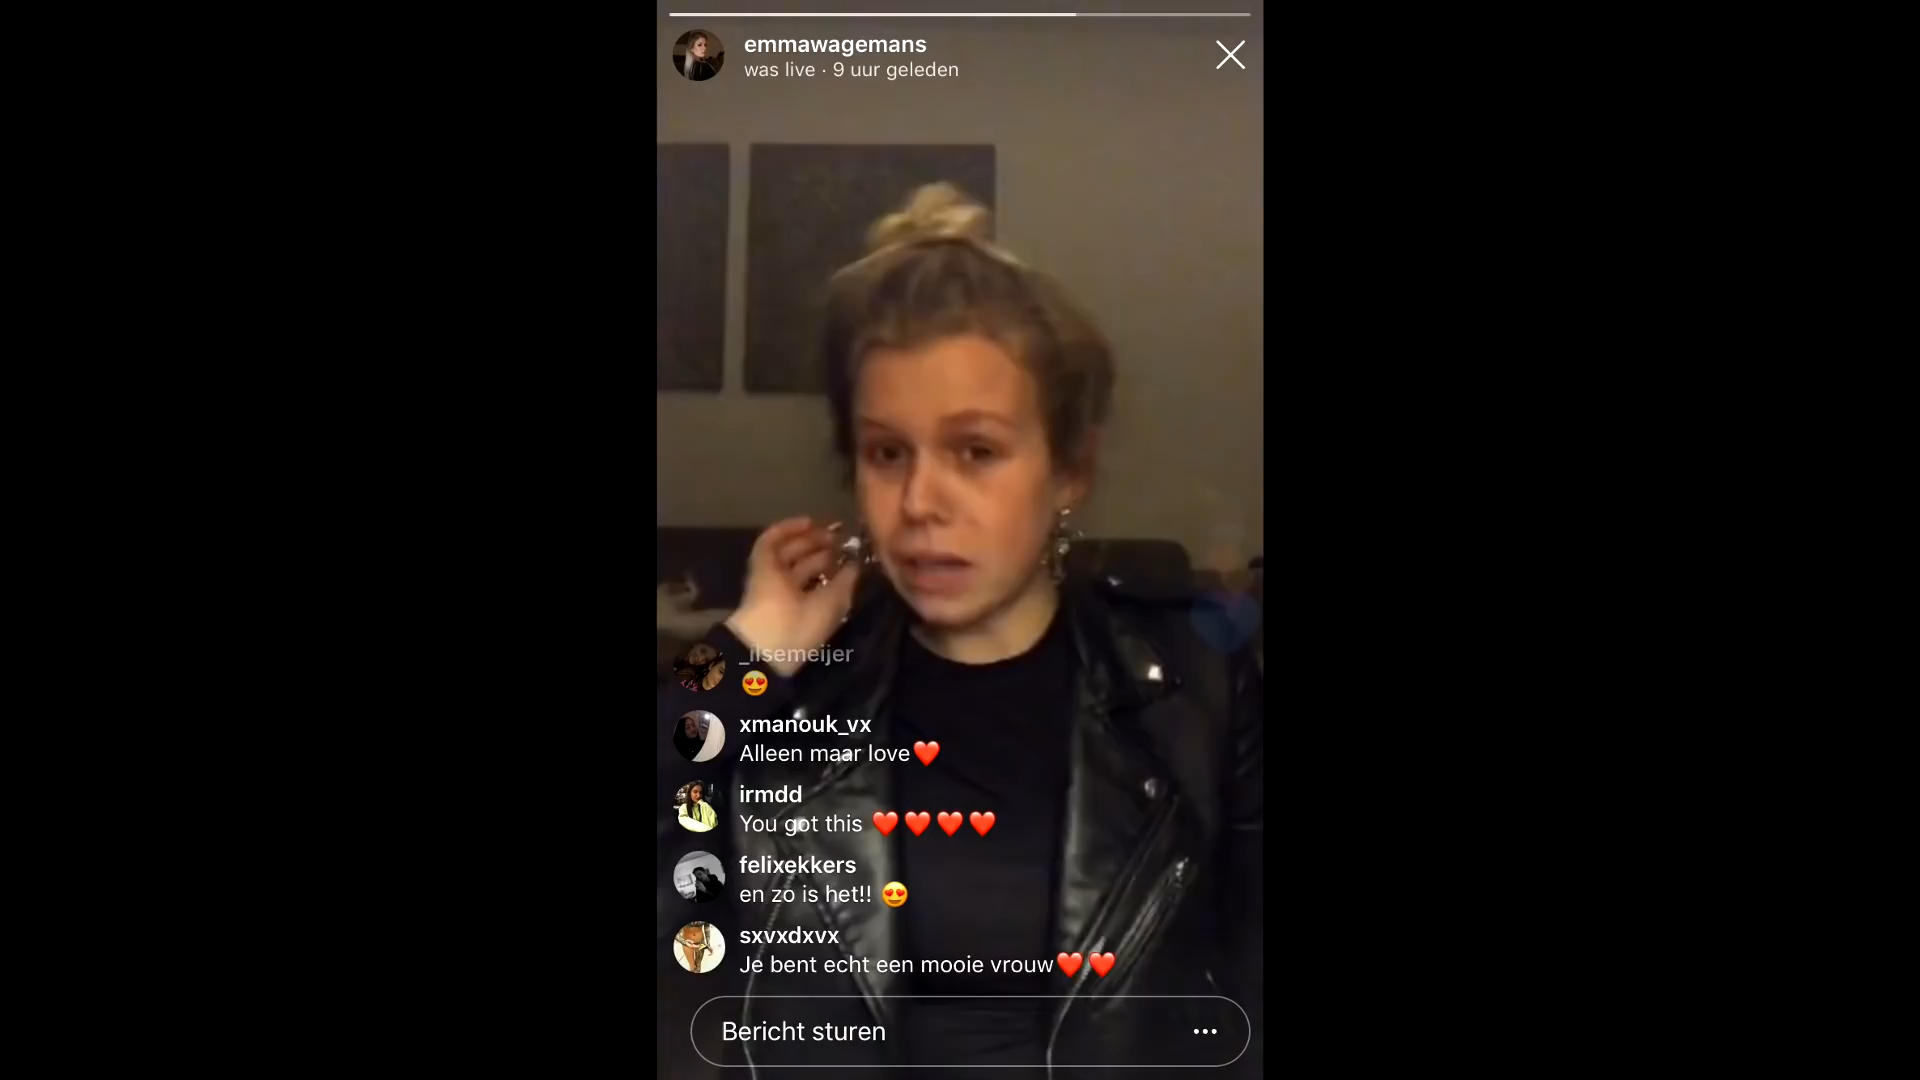 emmawagemans
was live · 9 uur geleden
_ilsemeijer
😍
xmanouk_vx
Alleen maar love❤️
irmdd
You got this ❤️❤️❤️❤️
felixekkers
en zo is het!! 😍
sxvxdxvx
Je bent echt een mooie vrouw❤️❤️
Bericht sturen